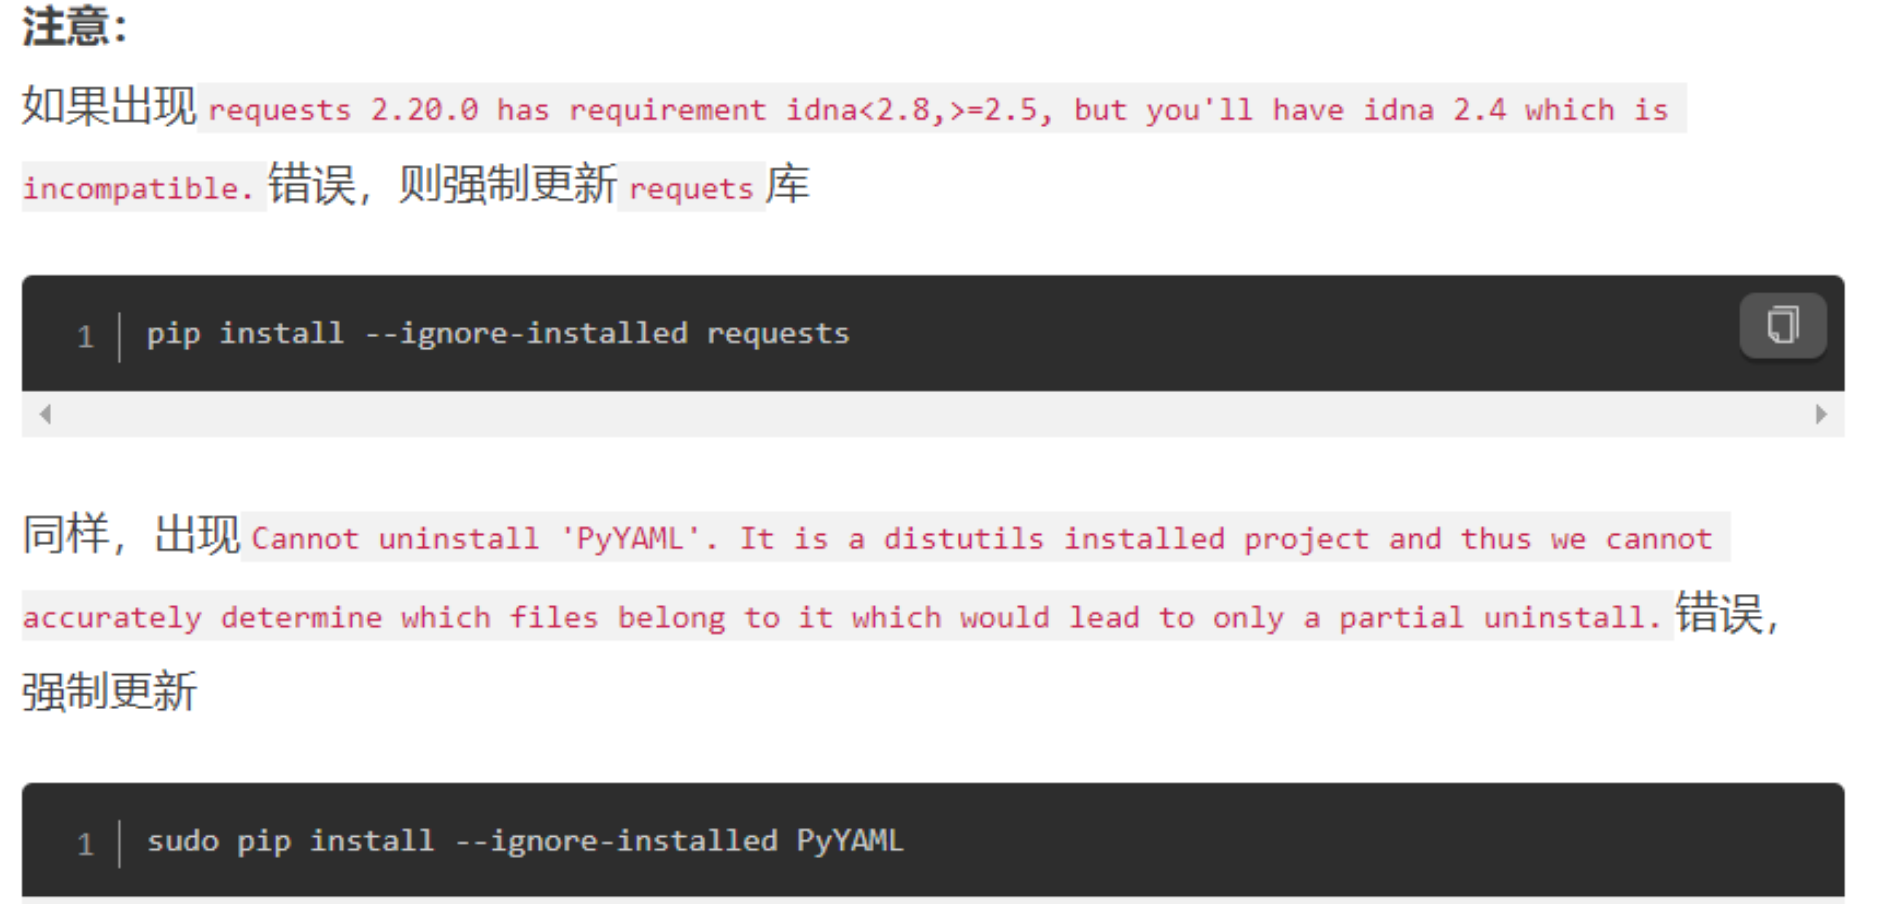 注意：
如果出现 requests 2.20.0 has requirement idna<2.8,>=2.5, but you'll have idna 2.4 which is
incompatible. 错误，则强制更新 requets 库
1 pip install --ignore-installed requests
同样，出现 Cannot uninstall 'PyYAML'. It is a distutils installed project and thus we cannot
accurately determine which files belong to it which would lead to only a partial uninstall. 错误，
强制更新
1 sudo pip install --ignore-installed PyYAML